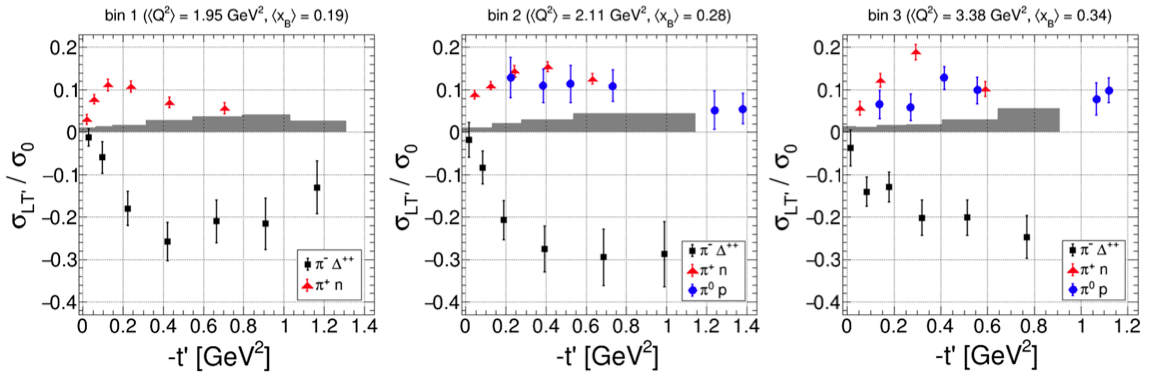 bin 1 (⟨Q²⟩ = 1.95 GeV², ⟨x_B⟩ = 0.19)
σ_LT' / σ_0
0.2
0.1
0
−0.1
−0.2
−0.3
−0.4
π⁻ Δ⁺⁺
π⁺ n
0 0.2 0.4 0.6 0.8 1 1.2 1.4
-t' [GeV²]
bin 2 (⟨Q²⟩ = 2.11 GeV², ⟨x_B⟩ = 0.28)
σ_LT' / σ_0
0.2
0.1
0
−0.1
−0.2
−0.3
−0.4
π⁻ Δ⁺⁺
π⁺ n
π⁰ p
0 0.2 0.4 0.6 0.8 1 1.2 1.4
-t' [GeV²]
bin 3 (⟨Q²⟩ = 3.38 GeV², ⟨x_B⟩ = 0.34)
σ_LT' / σ_0
0.2
0.1
0
−0.1
−0.2
−0.3
−0.4
π⁻ Δ⁺⁺
π⁺ n
π⁰ p
0 0.2 0.4 0.6 0.8 1 1.2
-t' [GeV²]